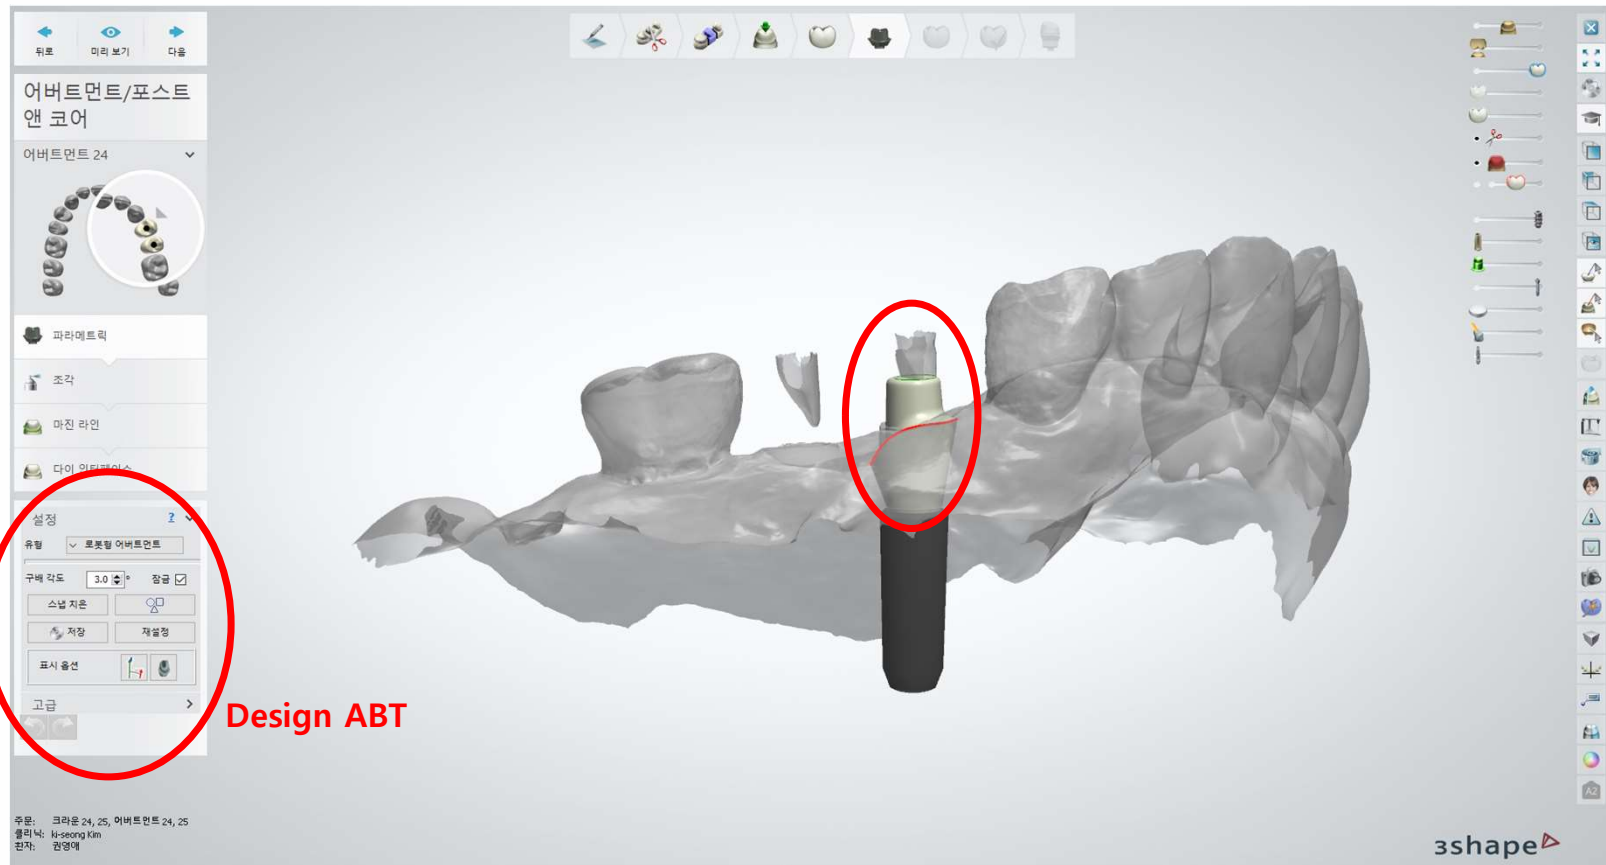 뒤로
미리 보기
다음
어버트먼트/포스트
앤 코어
어버트먼트 24
파라메트릭
조각
마진 라인
다이 인터페이스
설정 ?
유형 로봇형 어버트먼트
구배 각도 3.0 ° 잠금
스냅 지은
저장 재설정
표시 옵션
고급
Design ABT
주문: 크라운 24, 25, 어버트먼트 24, 25
클리닉: ki-seong Kim
환자: 권영애
A2
3shape